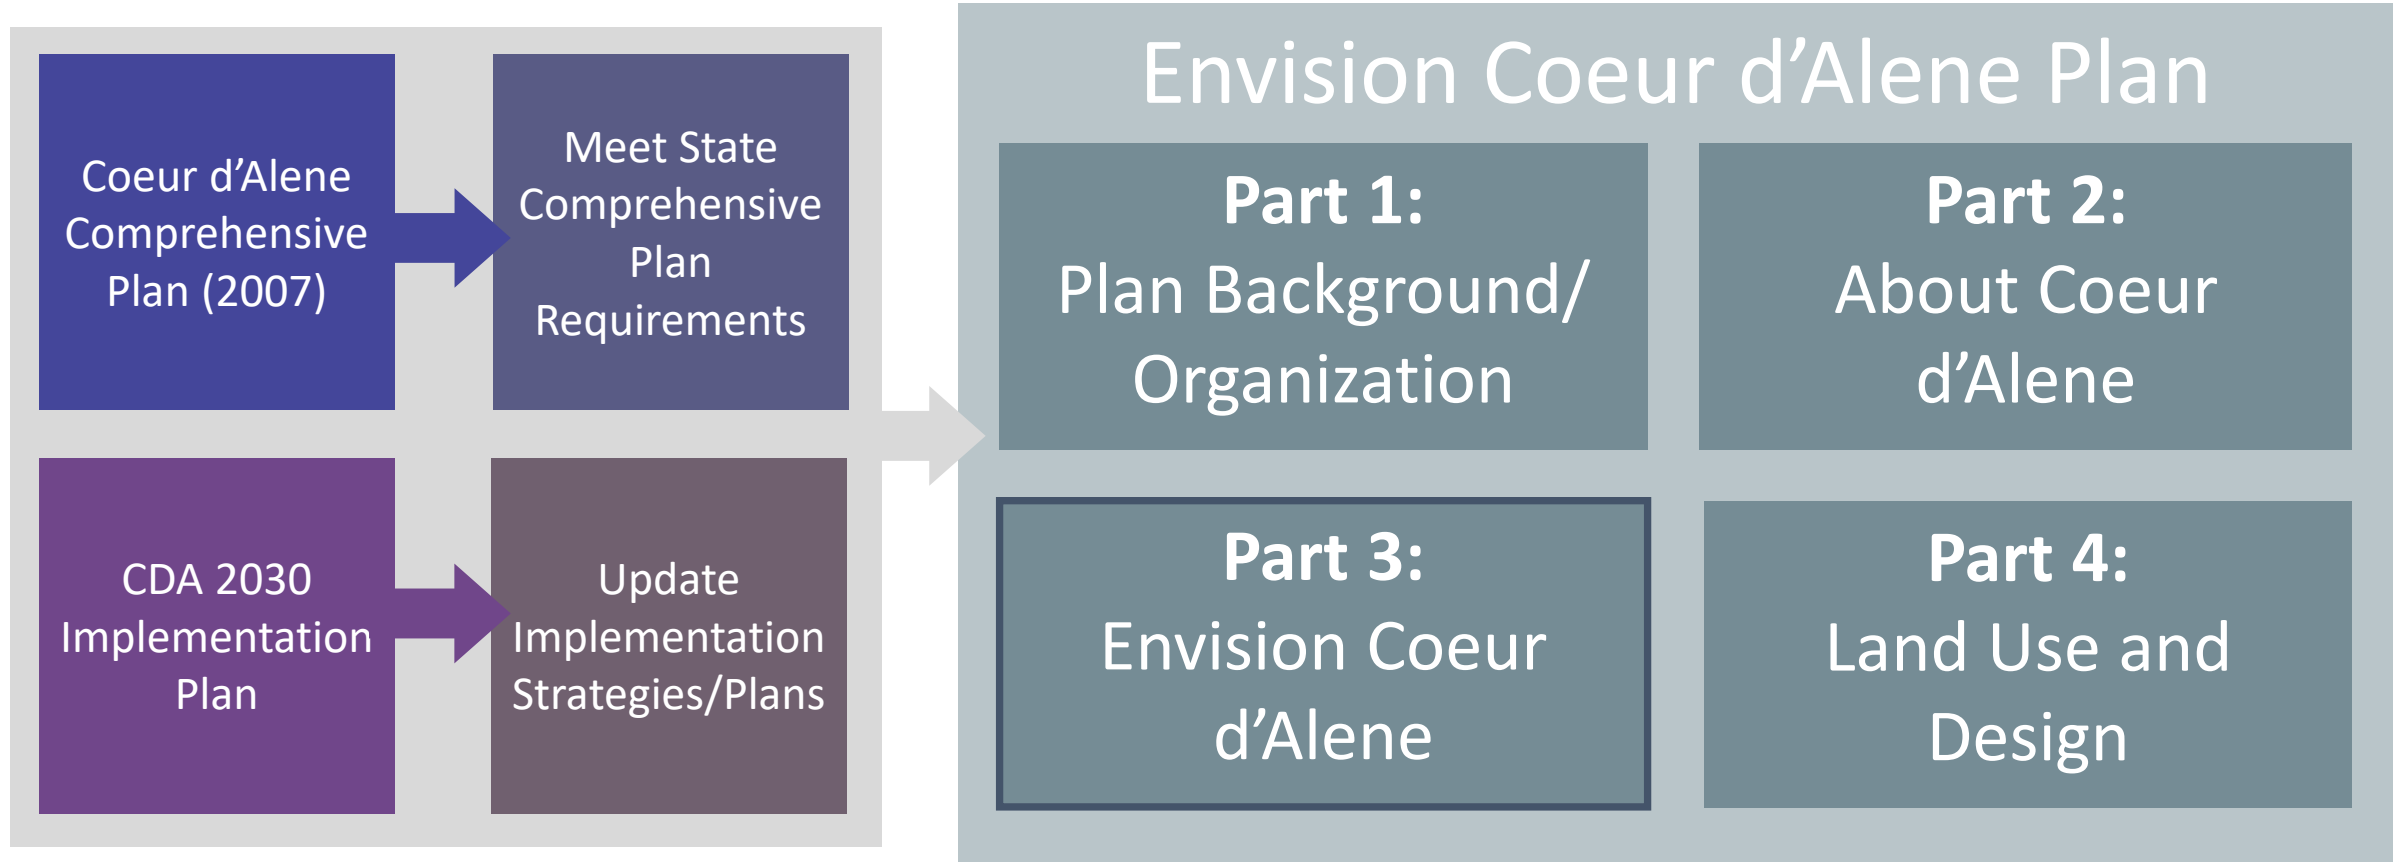 Coeur d’Alene
Comprehensive
Plan (2007)
Meet State
Comprehensive
Plan
Requirements
CDA 2030
Implementation
Plan
Update
Implementation
Strategies/Plans
Envision Coeur d’Alene Plan
Part 1:
Plan Background/
Organization
Part 2:
About Coeur
d’Alene
Part 3:
Envision Coeur
d’Alene
Part 4:
Land Use and
Design